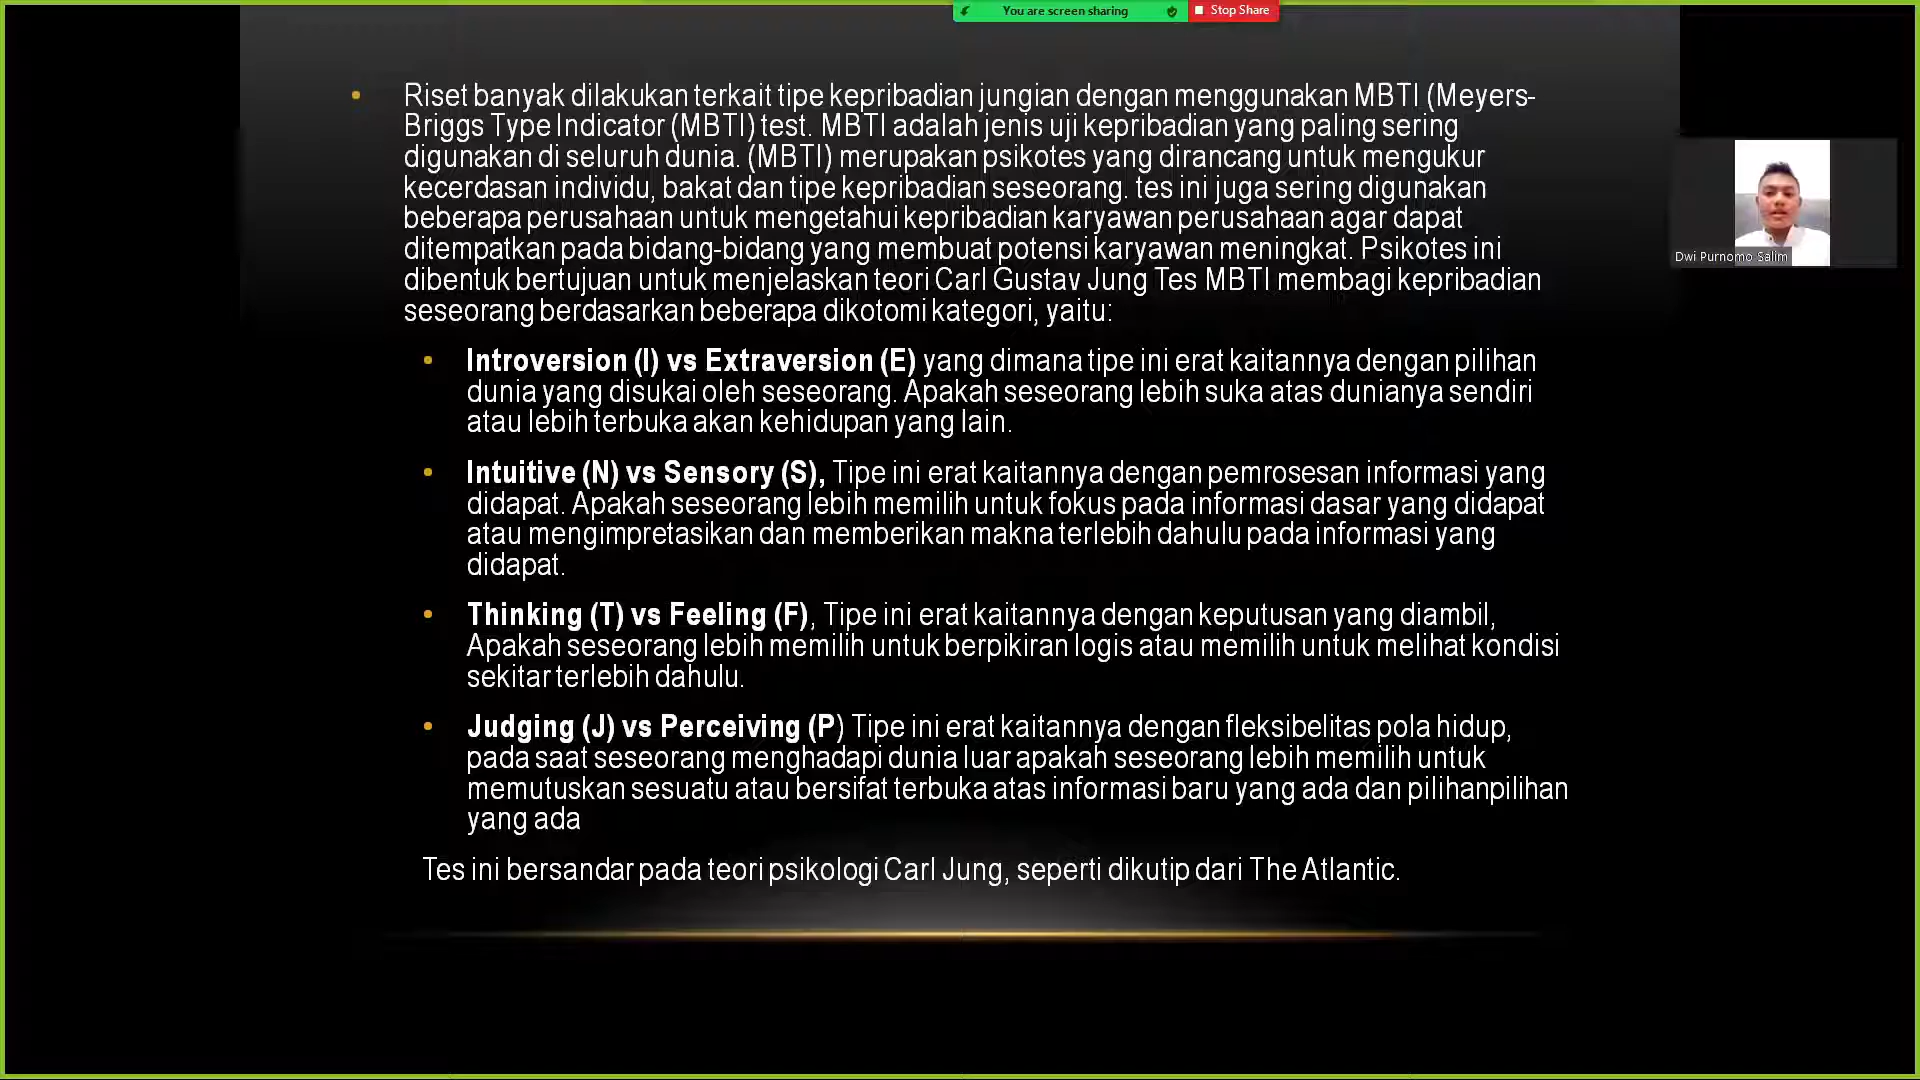 You are screen sharing
Stop Share
Riset banyak dilakukan terkait tipe kepribadian jungian dengan menggunakan MBTI (Meyers-
Briggs Type Indicator (MBTI) test. MBTI adalah jenis uji kepribadian yang paling sering
digunakan di seluruh dunia. (MBTI) merupakan psikotes yang dirancang untuk mengukur
kecerdasan individu, bakat dan tipe kepribadian seseorang. tes ini juga sering digunakan
beberapa perusahaan untuk mengetahui kepribadian karyawan perusahaan agar dapat
ditempatkan pada bidang-bidang yang membuat potensi karyawan meningkat. Psikotes ini
dibentuk bertujuan untuk menjelaskan teori Carl Gustav Jung Tes MBTI membagi kepribadian
seseorang berdasarkan beberapa dikotomi kategori, yaitu:
Introversion (I) vs Extraversion (E) yang dimana tipe ini erat kaitannya dengan pilihan
dunia yang disukai oleh seseorang. Apakah seseorang lebih suka atas dunianya sendiri
atau lebih terbuka akan kehidupan yang lain.
Intuitive (N) vs Sensory (S), Tipe ini erat kaitannya dengan pemrosesan informasi yang
didapat. Apakah seseorang lebih memilih untuk fokus pada informasi dasar yang didapat
atau mengimpretasikan dan memberikan makna terlebih dahulu pada informasi yang
didapat.
Thinking (T) vs Feeling (F), Tipe ini erat kaitannya dengan keputusan yang diambil,
Apakah seseorang lebih memilih untuk berpikiran logis atau memilih untuk melihat kondisi
sekitar terlebih dahulu.
Judging (J) vs Perceiving (P) Tipe ini erat kaitannya dengan fleksibelitas pola hidup,
pada saat seseorang menghadapi dunia luar apakah seseorang lebih memilih untuk
memutuskan sesuatu atau bersifat terbuka atas informasi baru yang ada dan pilihanpilihan
yang ada
Tes ini bersandar pada teori psikologi Carl Jung, seperti dikutip dari The Atlantic.
Dwi Purnomo Salim